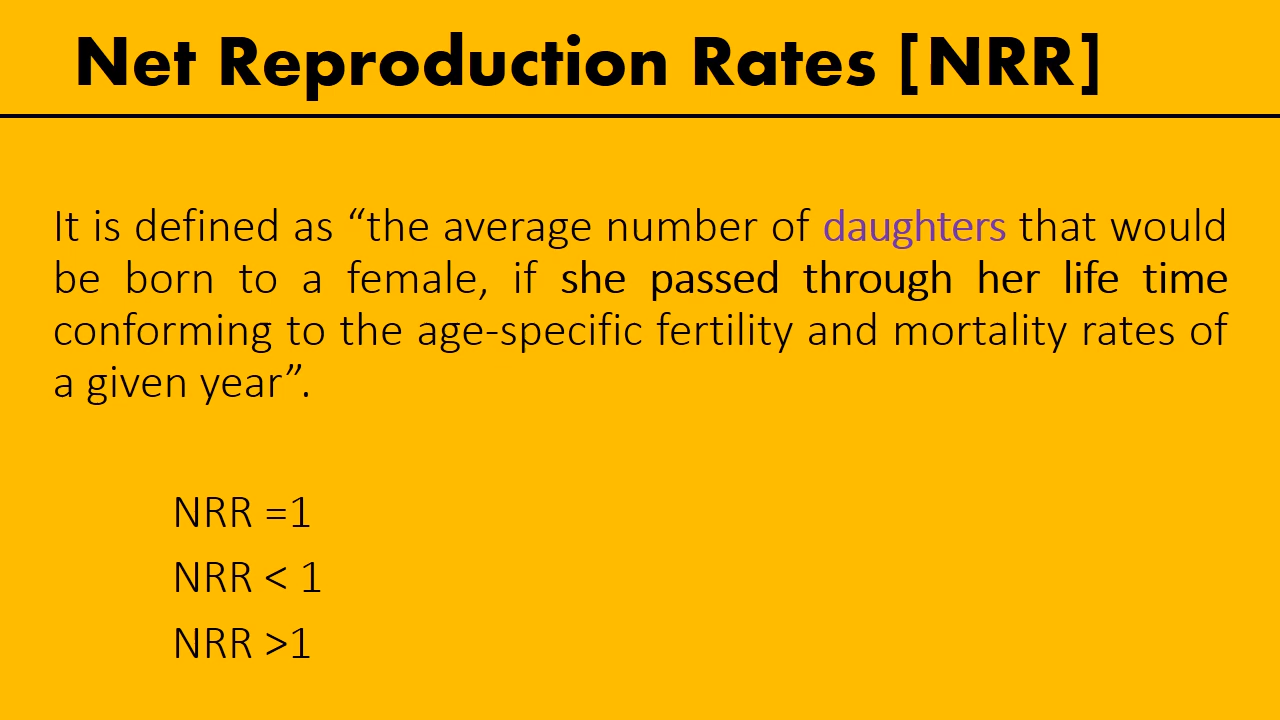 Net Reproduction Rates [NRR]
It is defined as “the average number of daughters that would
be born to a female, if she passed through her life time
conforming to the age-specific fertility and mortality rates of
a given year”.
NRR =1
NRR < 1
NRR >1